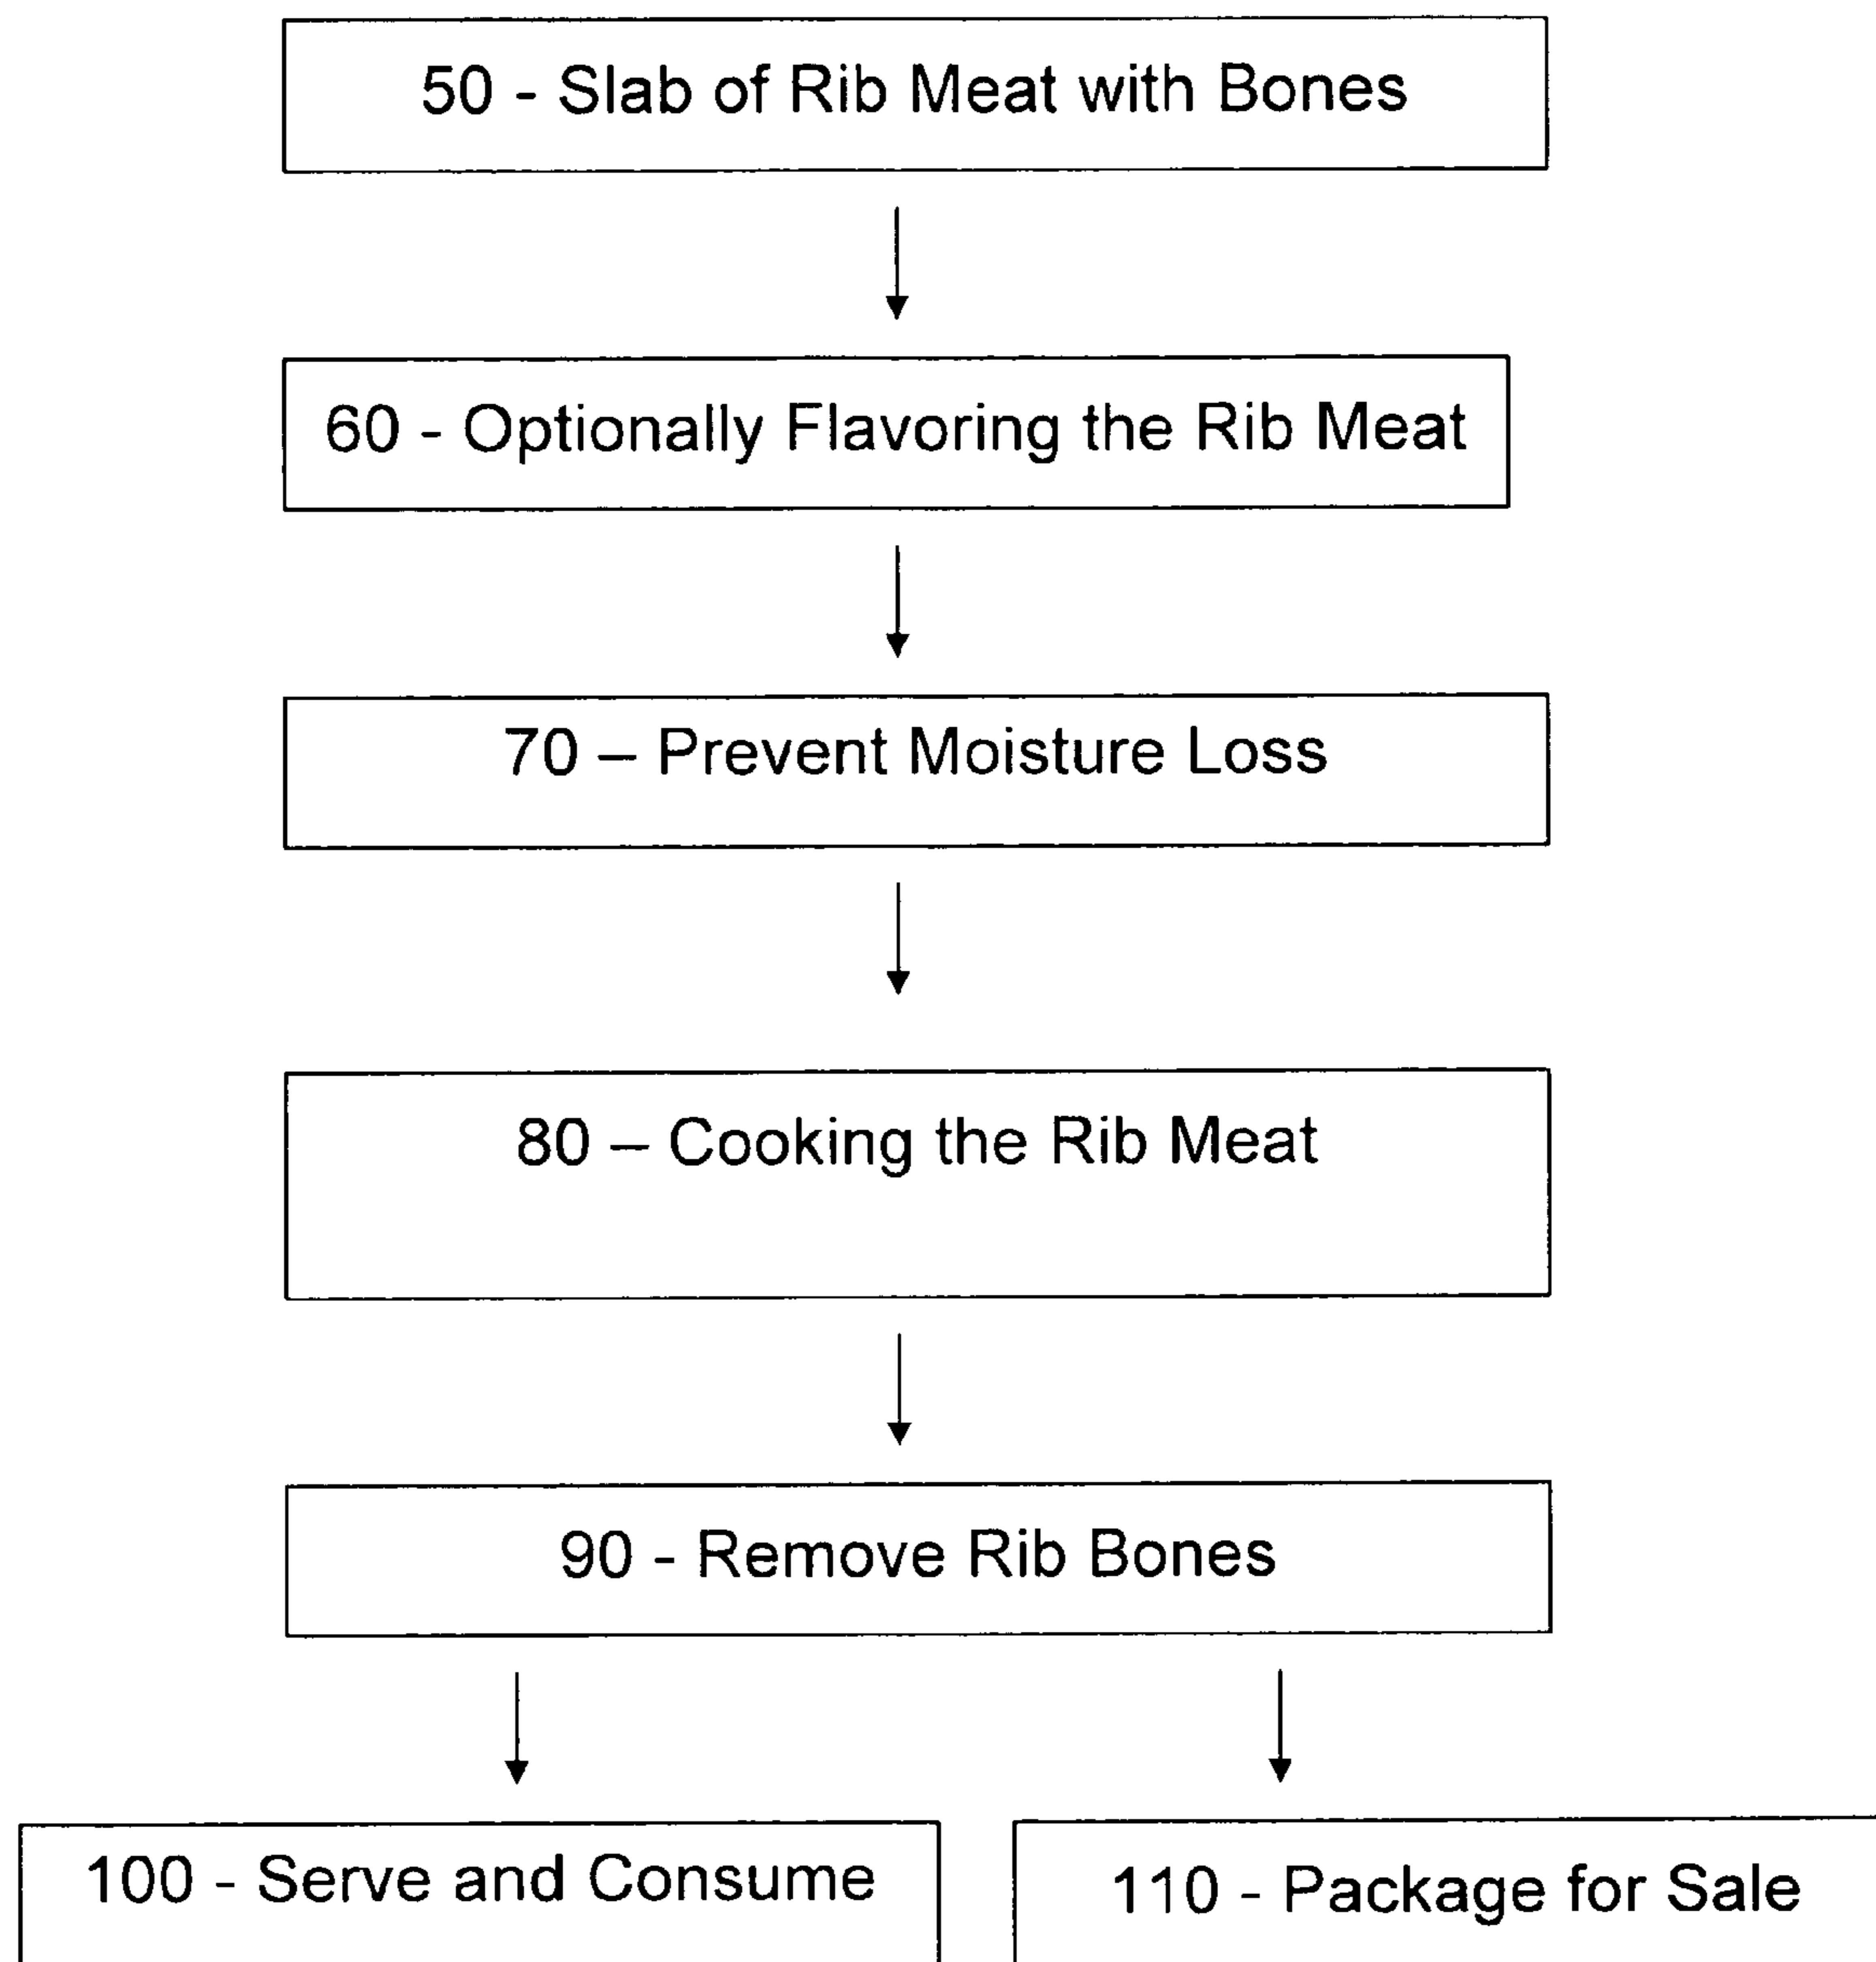 50 - Slab of Rib Meat with Bones
60 - Optionally Flavoring the Rib Meat
70 – Prevent Moisture Loss
80 – Cooking the Rib Meat
90 - Remove Rib Bones
100 - Serve and Consume
110 - Package for Sale